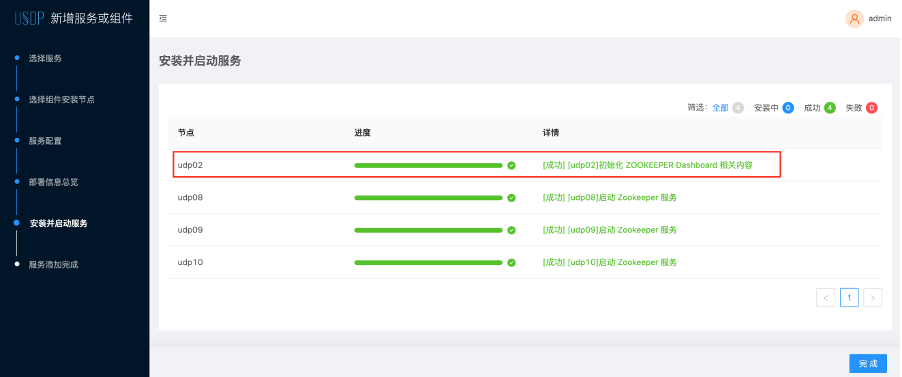 USDP 新增服务或组件
admin
选择服务
选择组件安装节点
服务配置
部署信息总览
安装并启动服务
服务添加完成
安装并启动服务
筛选: 全部 4 安装中 0 成功 4 失败 0
节点 进度 详情
udp02 [成功] [udp02]初始化 ZOOKEEPER Dashboard 相关内容
udp08 [成功] [udp08]启动 Zookeeper 服务
udp09 [成功] [udp09]启动 Zookeeper 服务
udp10 [成功] [udp10]启动 Zookeeper 服务
< 1 >
完成